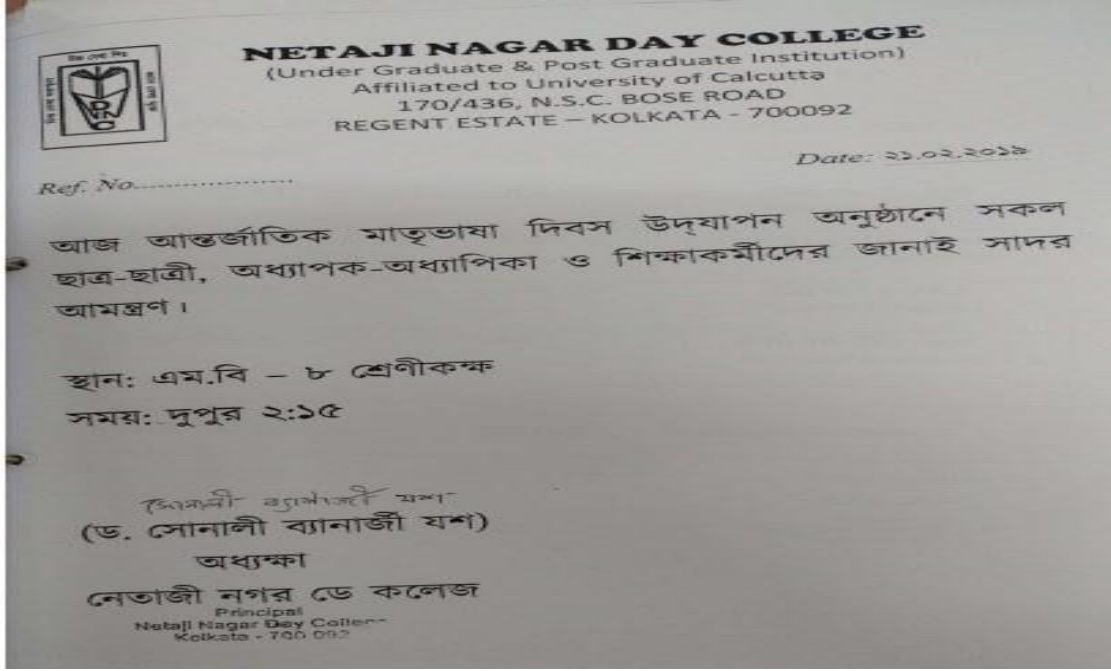 NETAJI NAGAR DAY COLLEGE
(Under Graduate & Post Graduate Institution)
Affiliated to University of Calcutta
170/436, N.S.C. BOSE ROAD
REGENT ESTATE – KOLKATA - 700092
Date: ২১.০২.২০১৯
Ref. No....................
আজ আন্তর্জাতিক মাতৃভাষা দিবস উদ্‌যাপন অনুষ্ঠানে সকল
ছাত্র-ছাত্রী, অধ্যাপক-অধ্যাপিকা ও শিক্ষাকর্মীদের জানাই সাদর
আমন্ত্রণ।
স্থান: এম.বি – ৮ শ্রেণীকক্ষ
সময়: দুপুর ২:১৫
সোনালী ব্যানার্জী যশ
(ড. সোনালী ব্যানার্জী যশ)
অধ্যক্ষা
নেতাজী নগর ডে কলেজ
Principal
Netaji Nagar Day College
Kolkata - 700 092